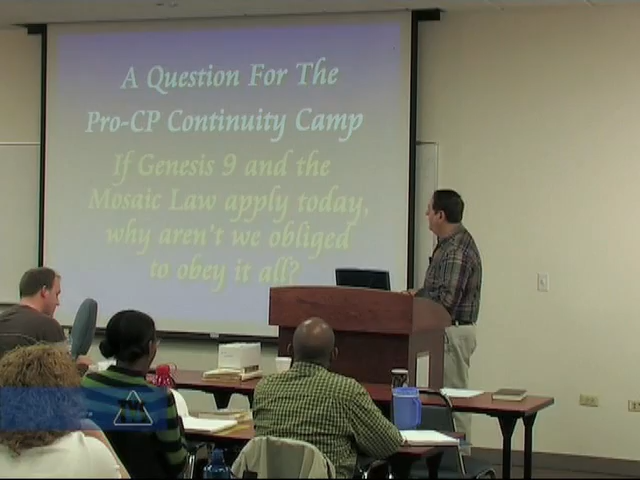 A Question For The
Pro-CP Continuity Camp
If Genesis 9 and the
Mosaic Law apply today,
why aren't we obliged
to obey it all?